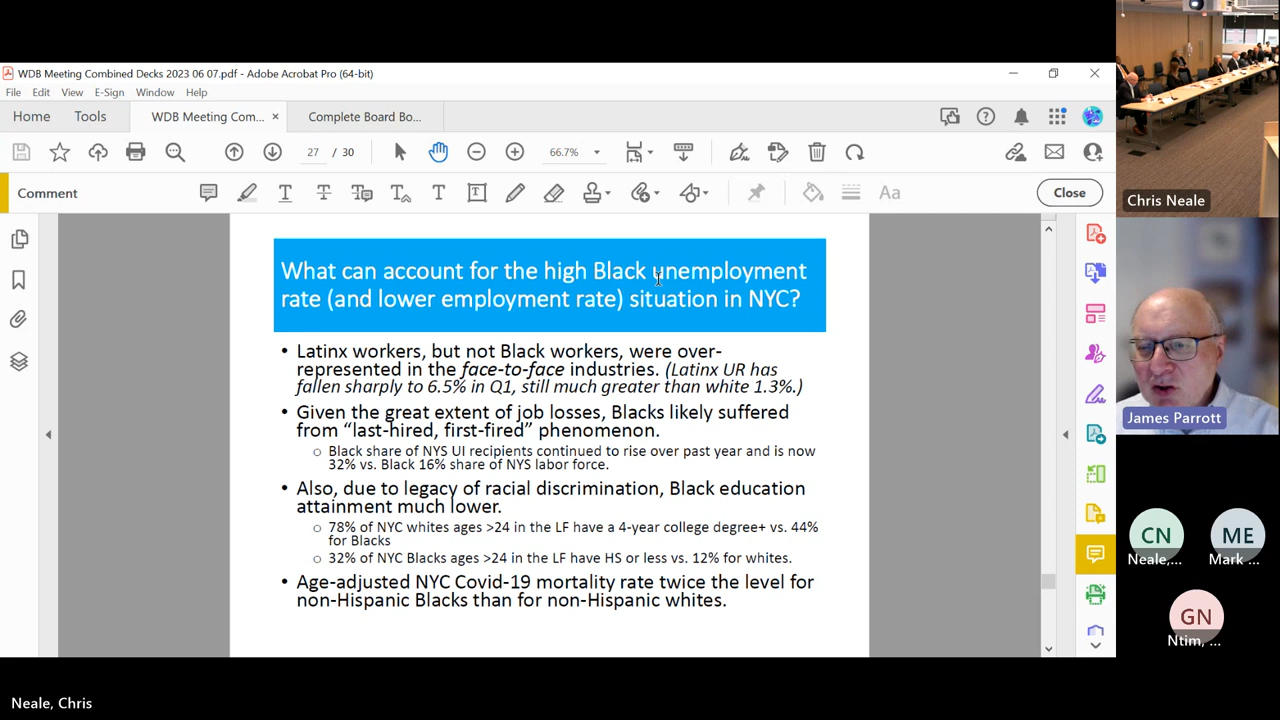 WDB Meeting Combined Decks 2023 06 07.pdf - Adobe Acrobat Pro (64-bit)
File Edit View E-Sign Window Help
Home Tools WDB Meeting Com... × Complete Board Bo...
27 / 30 66.7%
Comment Close
What can account for the high Black unemployment
rate (and lower employment rate) situation in NYC?
• Latinx workers, but not Black workers, were over-
represented in the face-to-face industries. (Latinx UR has
fallen sharply to 6.5% in Q1, still much greater than white 1.3%.)
• Given the great extent of job losses, Blacks likely suffered
from “last-hired, first-fired” phenomenon.
○ Black share of NYS UI recipients continued to rise over past year and is now
32% vs. Black 16% share of NYS labor force.
• Also, due to legacy of racial discrimination, Black education
attainment much lower.
○ 78% of NYC whites ages >24 in the LF have a 4-year college degree+ vs. 44%
for Blacks
○ 32% of NYC Blacks ages >24 in the LF have HS or less vs. 12% for whites.
• Age-adjusted NYC Covid-19 mortality rate twice the level for
non-Hispanic Blacks than for non-Hispanic whites.
Chris Neale
James Parrott
CN ME
Neale,... Mark ...
GN
Ntim, ...
Neale, Chris